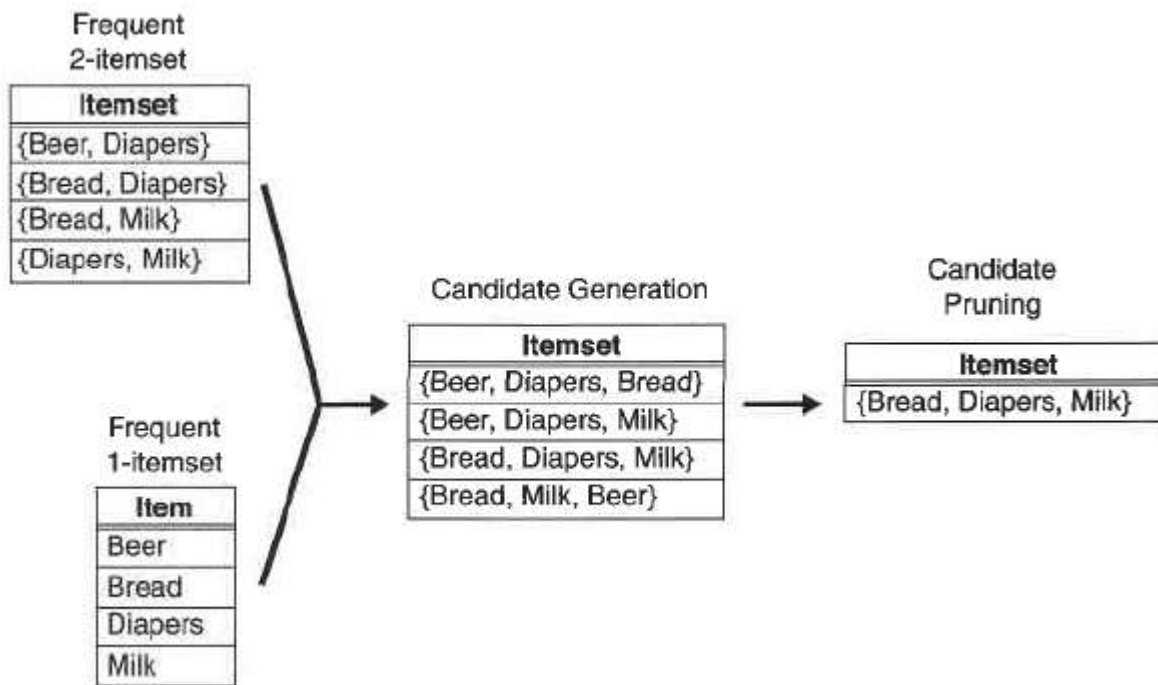 Frequent
2-itemset
Itemset
{Beer, Diapers}
{Bread, Diapers}
{Bread, Milk}
{Diapers, Milk}
Frequent
1-itemset
Item
Beer
Bread
Diapers
Milk
Candidate Generation
Itemset
{Beer, Diapers, Bread}
{Beer, Diapers, Milk}
{Bread, Diapers, Milk}
{Bread, Milk, Beer}
Candidate
Pruning
Itemset
{Bread, Diapers, Milk}